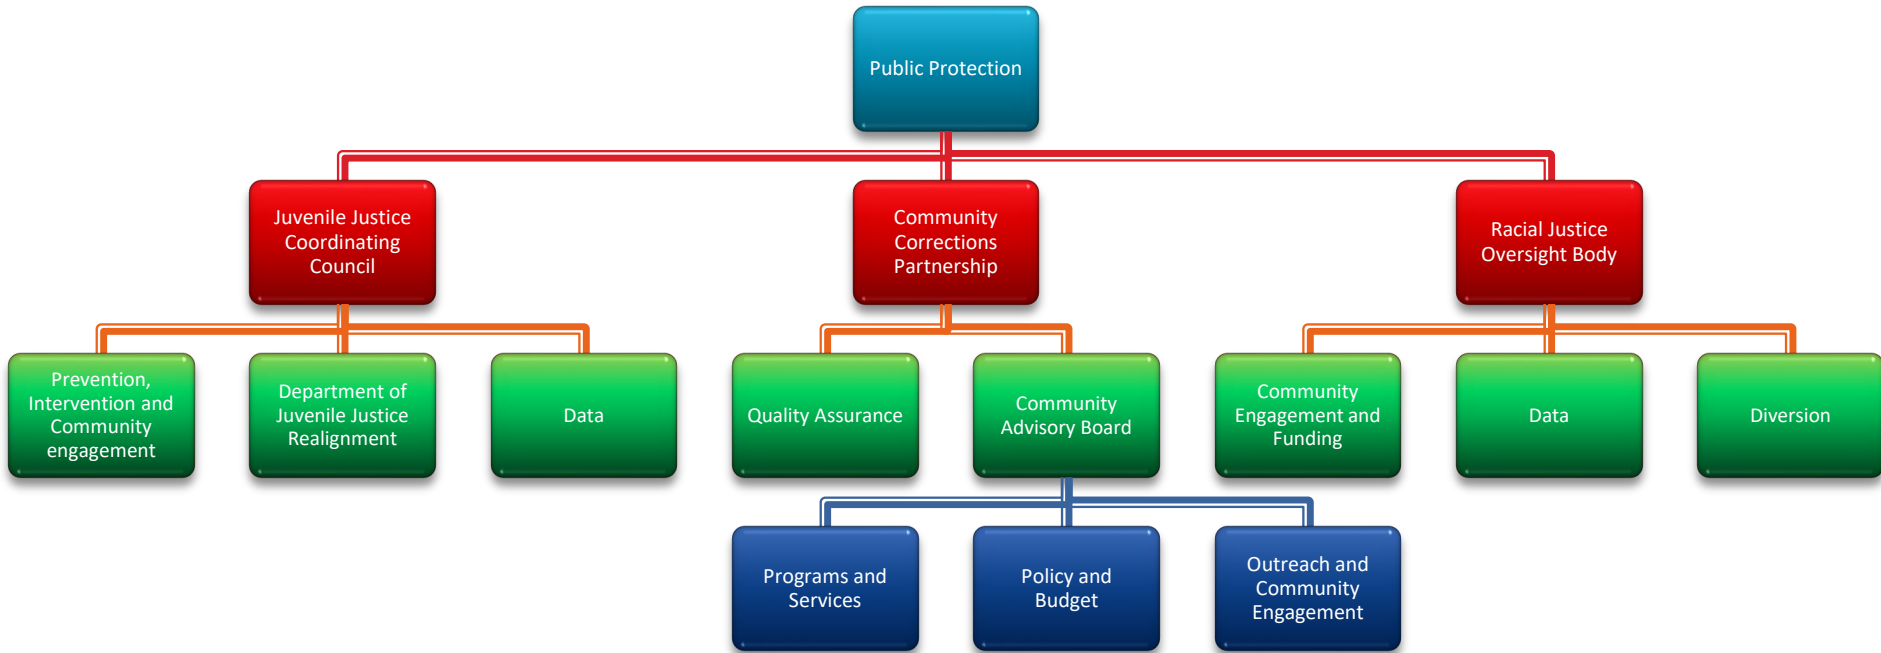 Public Protection
Juvenile Justice
Coordinating
Council
Community
Corrections
Partnership
Racial Justice
Oversight Body
Prevention,
Intervention and
Community
engagement
Department of
Juvenile Justice
Realignment
Data
Quality Assurance
Community
Advisory Board
Community
Engagement and
Funding
Data
Diversion
Programs and
Services
Policy and
Budget
Outreach and
Community
Engagement